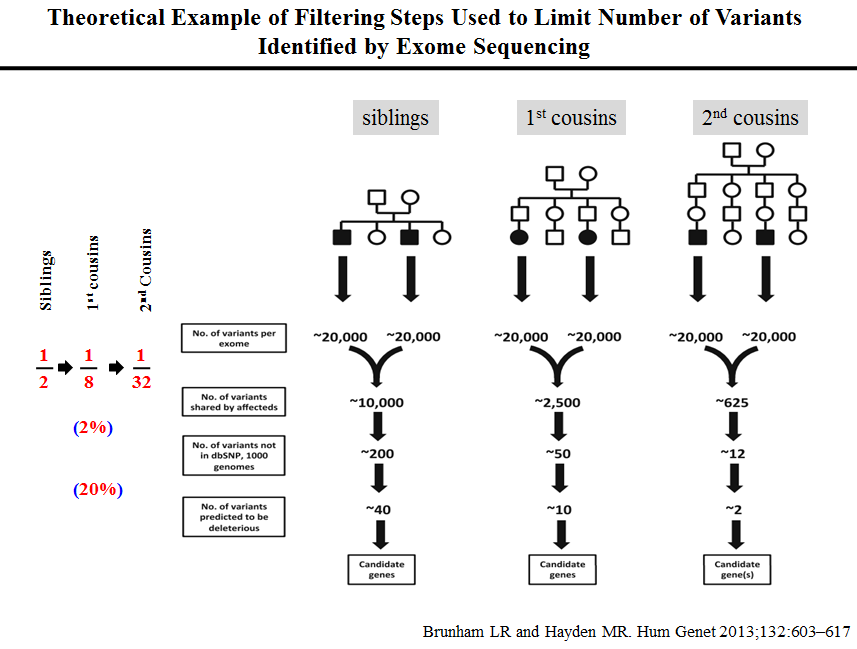 Theoretical Example of Filtering Steps Used to Limit Number of Variants
Identified by Exome Sequencing
siblings
1st cousins
2nd cousins
Siblings
1st cousins
2nd Cousins
1
2
1
8
1
32
(2%)
(20%)
No. of variants per
exome
~20,000 ~20,000
~20,000 ~20,000
~20,000 ~20,000
No. of variants
shared by affecteds
~10,000
~2,500
~625
No. of variants not
in dbSNP, 1000
genomes
~200
~50
~12
No. of variants
predicted to be
deleterious
~40
~10
~2
Candidate
genes
Candidate
genes
Candidate
gene(s)
Brunham LR and Hayden MR. Hum Genet 2013;132:603–617